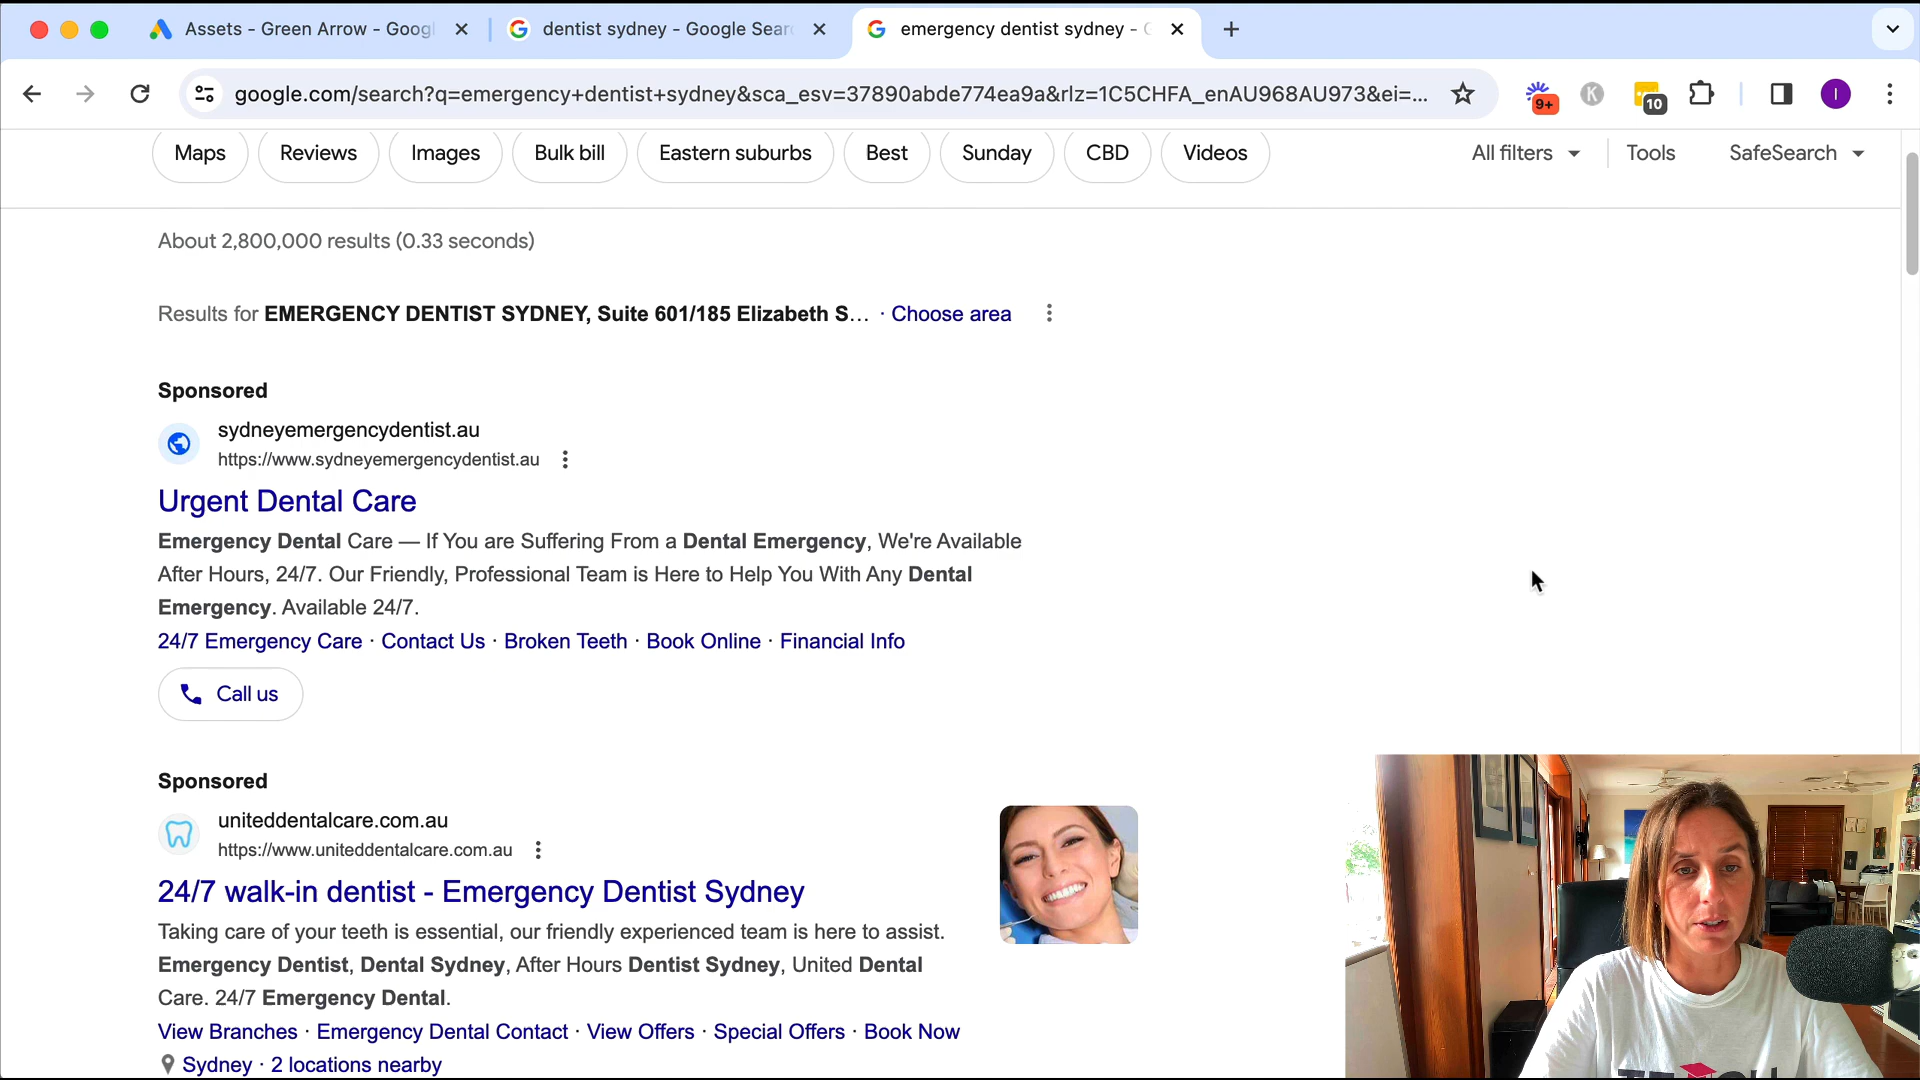 Assets - Green Arrow - Googl
dentist sydney - Google Sear
emergency dentist sydney - G
google.com/search?q=emergency+dentist+sydney&sca_esv=37890abde774ea9a&rlz=1C5CHFA_enAU968AU973&ei=...
9+
K
10
I
Maps
Reviews
Images
Bulk bill
Eastern suburbs
Best
Sunday
CBD
Videos
All filters
Tools
SafeSearch
About 2,800,000 results (0.33 seconds)
Results for EMERGENCY DENTIST SYDNEY, Suite 601/185 Elizabeth S... · Choose area
Sponsored
sydneyemergencydentist.au
https://www.sydneyemergencydentist.au
Urgent Dental Care
Emergency Dental Care — If You are Suffering From a Dental Emergency, We're Available
After Hours, 24/7. Our Friendly, Professional Team is Here to Help You With Any Dental
Emergency. Available 24/7.
24/7 Emergency Care · Contact Us · Broken Teeth · Book Online · Financial Info
Call us
Sponsored
uniteddentalcare.com.au
https://www.uniteddentalcare.com.au
24/7 walk-in dentist - Emergency Dentist Sydney
Taking care of your teeth is essential, our friendly experienced team is here to assist.
Emergency Dentist, Dental Sydney, After Hours Dentist Sydney, United Dental
Care. 24/7 Emergency Dental.
View Branches · Emergency Dental Contact · View Offers · Special Offers · Book Now
Sydney · 2 locations nearby